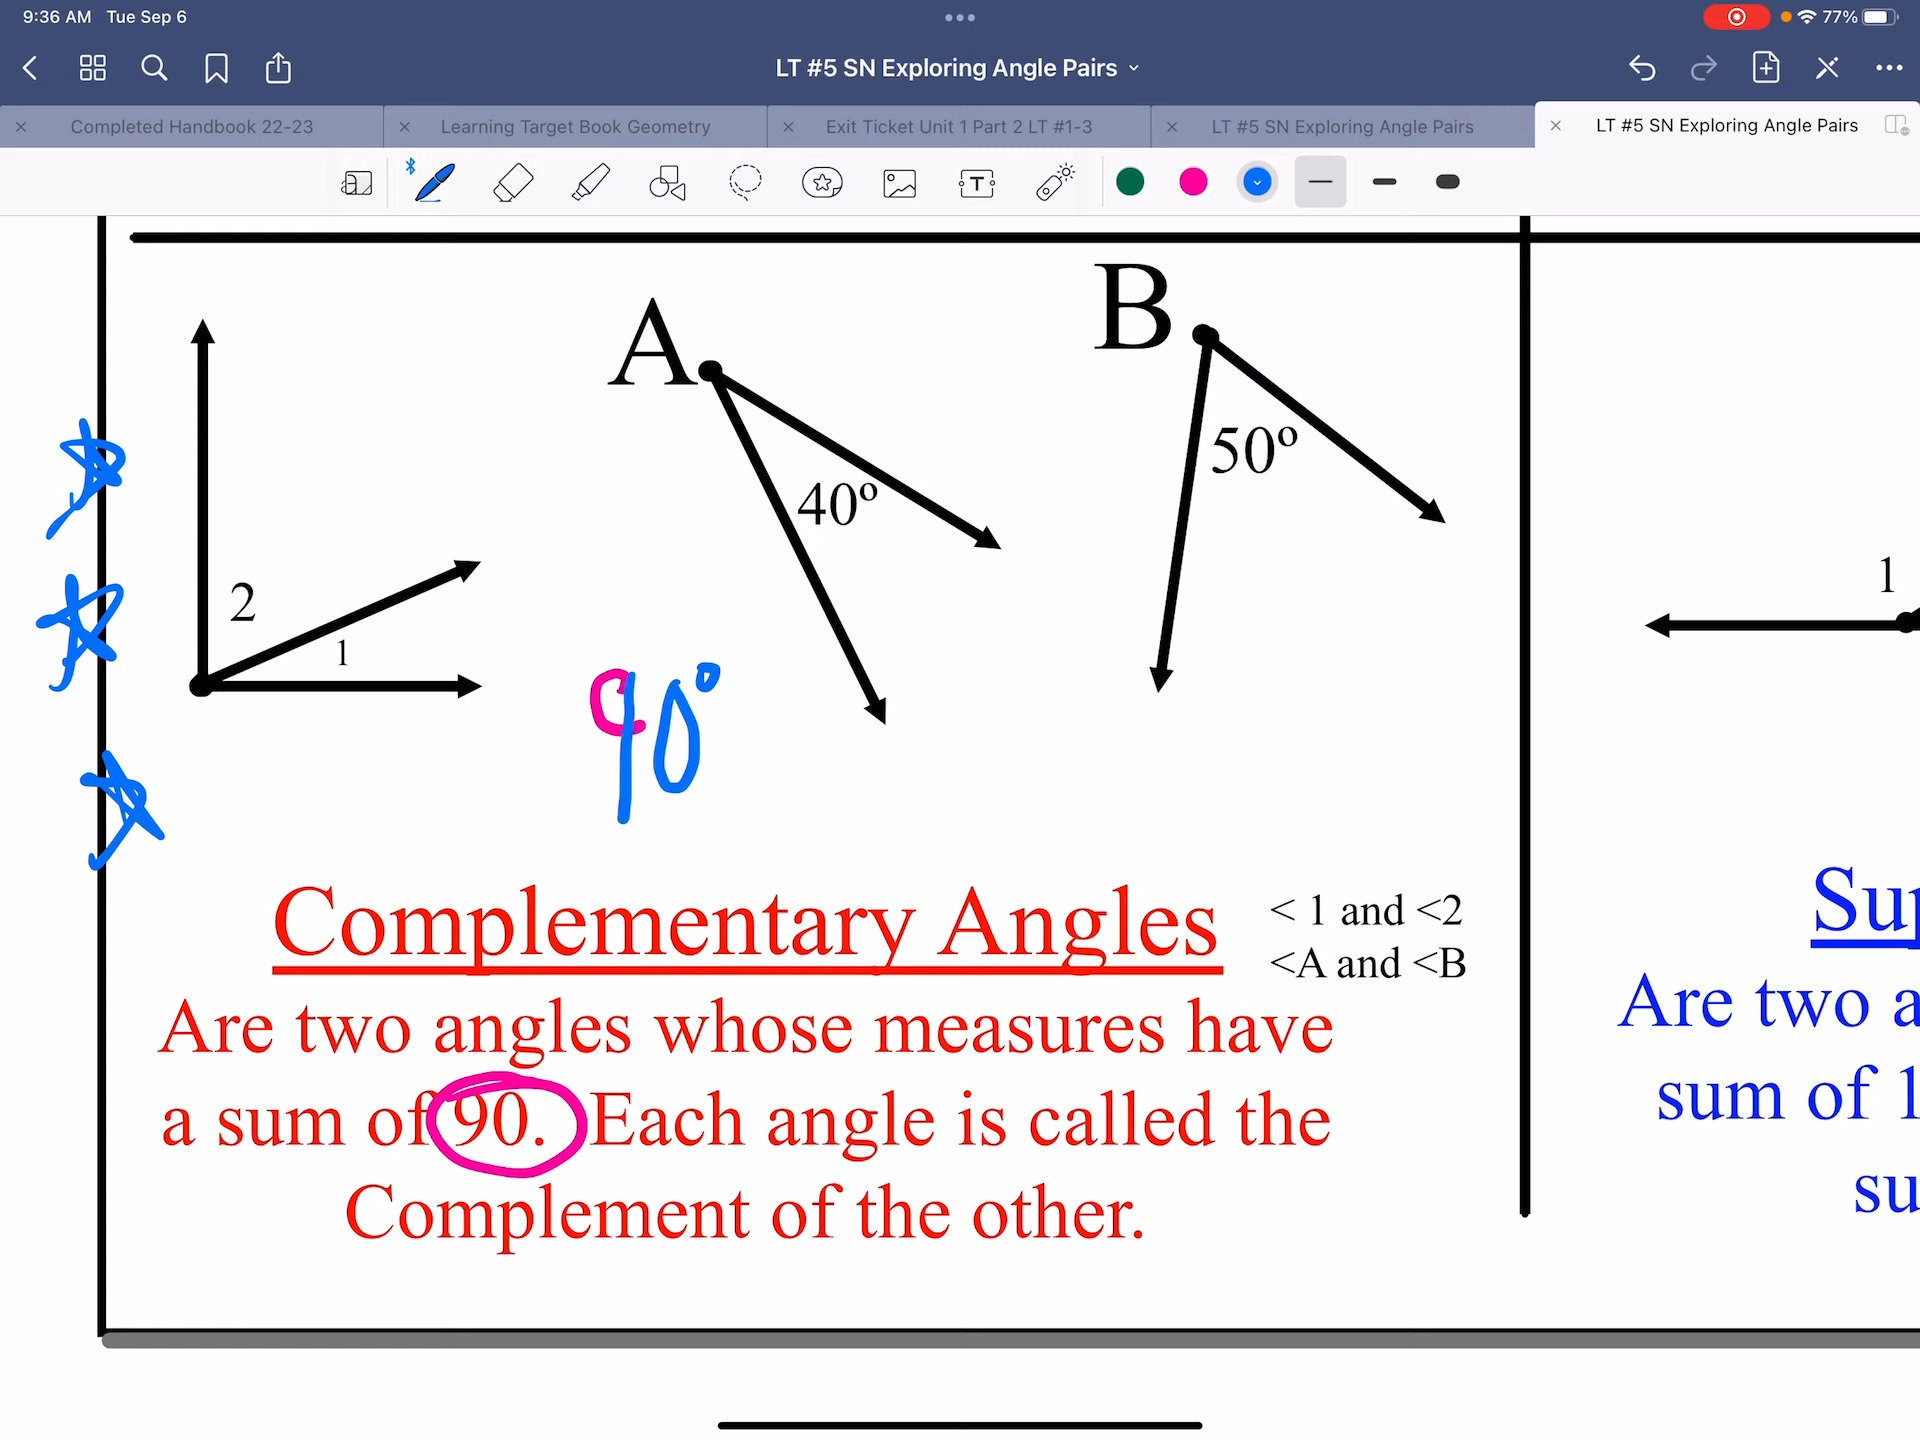 9:36 AM Tue Sep 6
77%
LT #5 SN Exploring Angle Pairs
Completed Handbook 22-23
Learning Target Book Geometry
Exit Ticket Unit 1 Part 2 LT #1-3
LT #5 SN Exploring Angle Pairs
LT #5 SN Exploring Angle Pairs
A
B
40º
50º
2
1
1
90°
Complementary Angles
< 1 and <2
<A and <B
Are two angles whose measures have
a sum of 90. Each angle is called the
Complement of the other.
Sup
Are two a
sum of 1
su